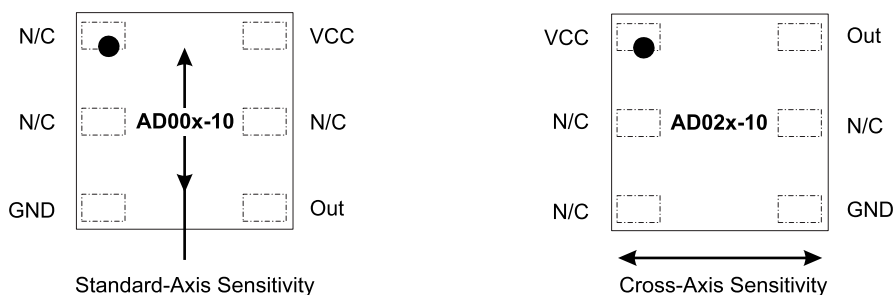 N/C VCC
N/C AD00x-10 N/C
GND Out
Standard-Axis Sensitivity
VCC Out
N/C AD02x-10 N/C
N/C GND
Cross-Axis Sensitivity